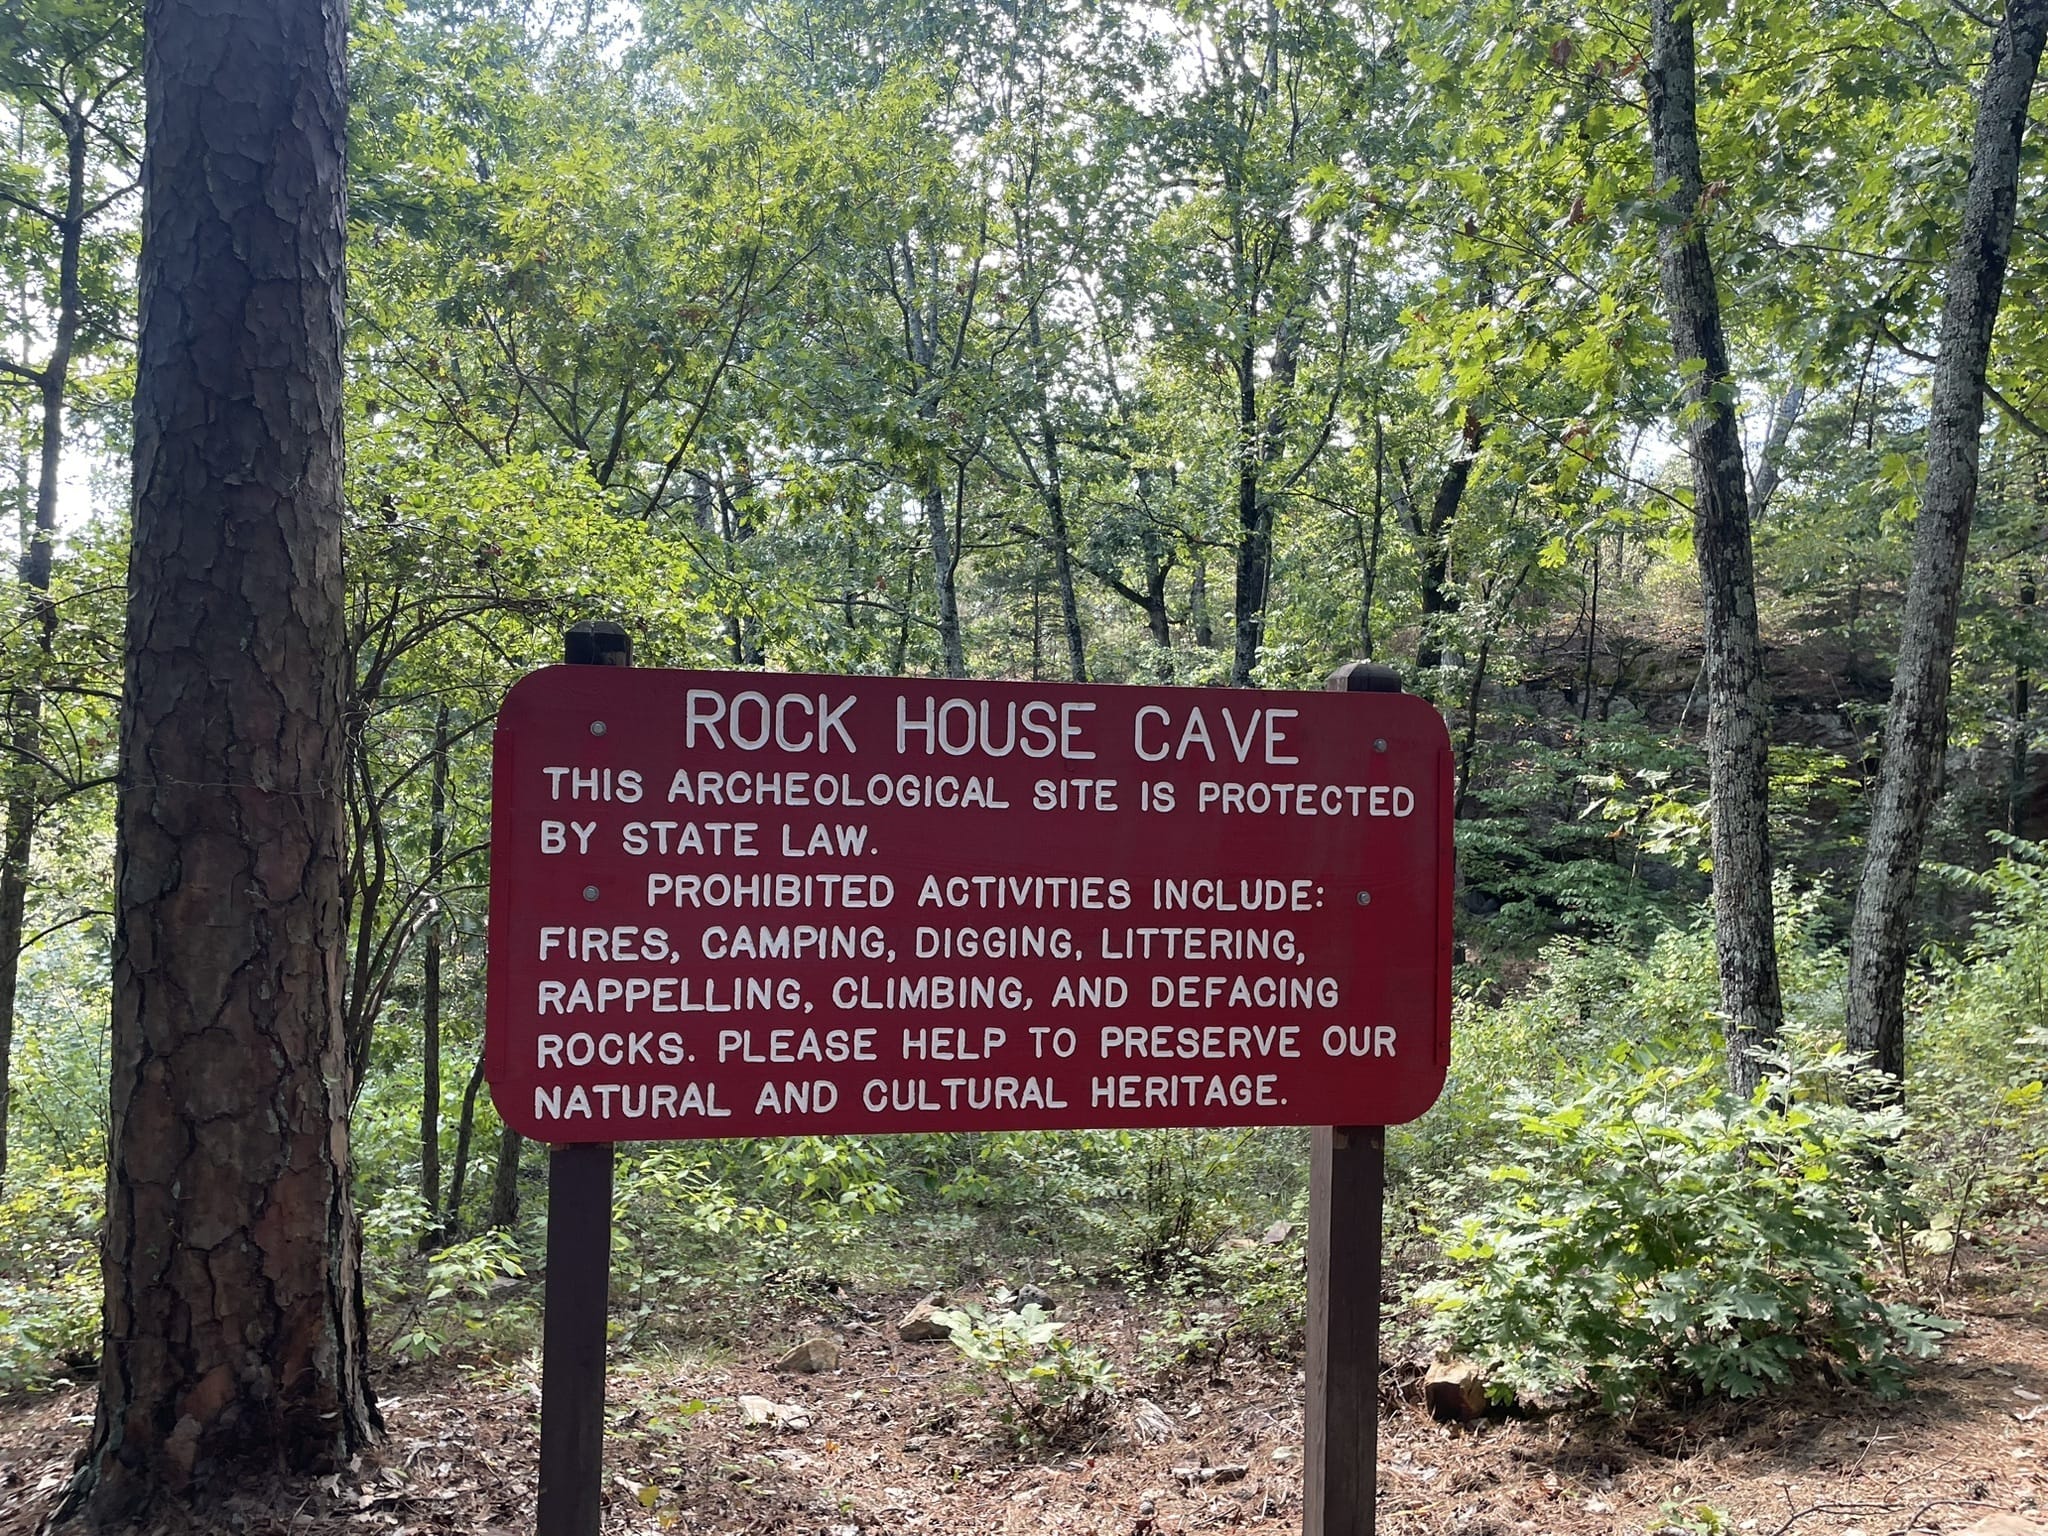 ROCK HOUSE CAVE
THIS ARCHEOLOGICAL SITE IS PROTECTED
BY STATE LAW.
PROHIBITED ACTIVITIES INCLUDE:
FIRES, CAMPING, DIGGING, LITTERING,
RAPPELLING, CLIMBING, AND DEFACING
ROCKS. PLEASE HELP TO PRESERVE OUR
NATURAL AND CULTURAL HERITAGE.